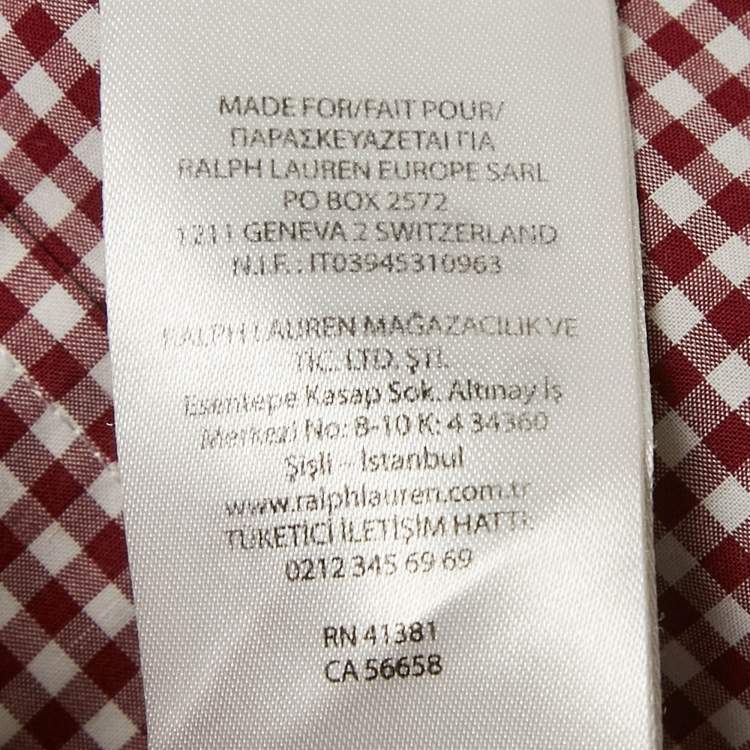 MADE FOR/FAIT POUR/
ΠΑΡΑΣΚΕΥΑΖΕΤΑΙ ΓΙΑ
RALPH LAUREN EUROPE SARL
PO BOX 2572
1211 GENEVA 2 SWITZERLAND
N.I.F. : IT03945310963
RALPH LAUREN MAĞAZACILIK VE
TİC. LTD. ŞTİ.
Esentepe Kasap Sok. Altınay İş
Merkezi No: 8-10 K: 4 34360
Şişli - İstanbul
www.ralphlauren.com.tr
TÜKETİCİ İLETİŞİM HATTI:
0212 345 69 69
RN 41381
CA 56658